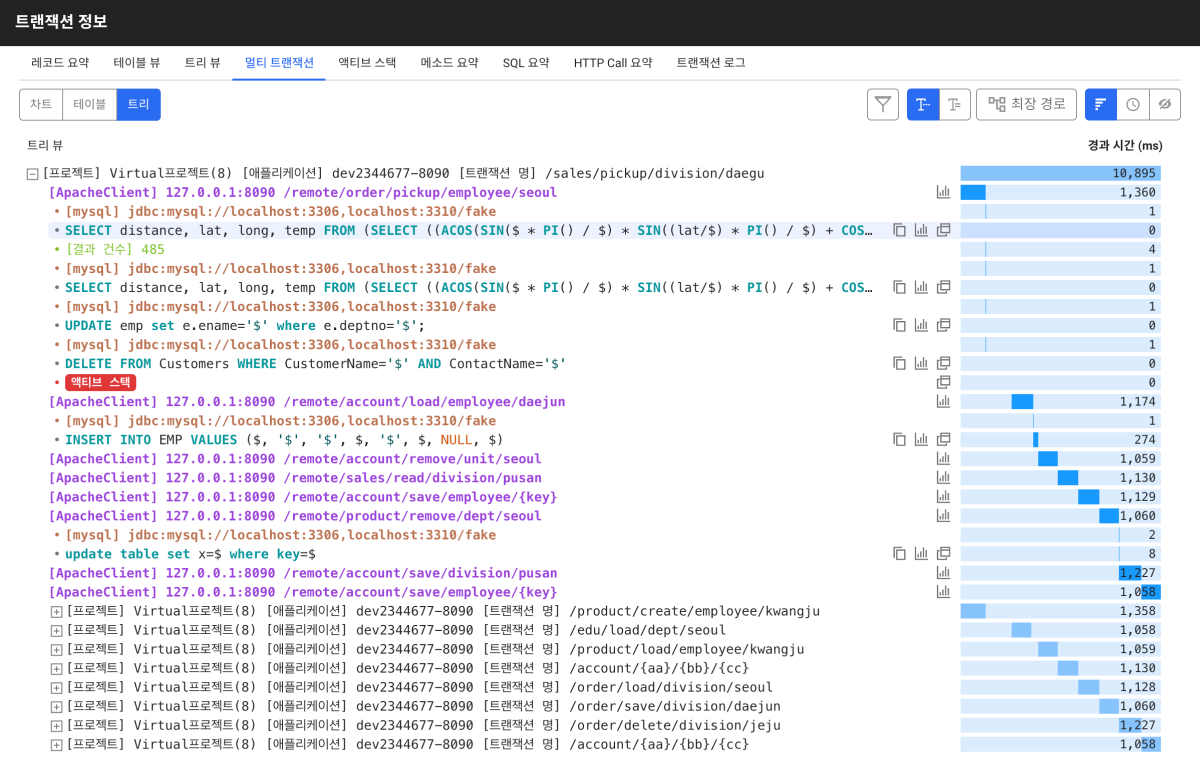 트랜잭션 정보
레코드 요약 테이블 뷰 트리 뷰 멀티 트랜잭션 액티브 스택 메소드 요약 SQL 요약 HTTP Call 요약 트랜잭션 로그
차트 테이블 트리 최장 경로
트리 뷰 경과 시간 (ms)
[프로젝트] Virtual프로젝트(8) [애플리케이션] dev2344677-8090 [트랜잭션 명] /sales/pickup/division/daegu 10,895
[ApacheClient] 127.0.0.1:8090 /remote/order/pickup/employee/seoul 1,360
• [mysql] jdbc:mysql://localhost:3306,localhost:3310/fake 1
• SELECT distance, lat, long, temp FROM (SELECT ((ACOS(SIN($ * PI() / $) * SIN((lat/$) * PI() / $) + COS… 0
• [결과 건수] 485 4
• [mysql] jdbc:mysql://localhost:3306,localhost:3310/fake 1
• SELECT distance, lat, long, temp FROM (SELECT ((ACOS(SIN($ * PI() / $) * SIN((lat/$) * PI() / $) + COS… 0
• [mysql] jdbc:mysql://localhost:3306,localhost:3310/fake 1
• UPDATE emp set e.ename='$' where e.deptno='$'; 0
• [mysql] jdbc:mysql://localhost:3306,localhost:3310/fake 1
• DELETE FROM Customers WHERE CustomerName='$' AND ContactName='$' 0
• 액티브 스택 0
[ApacheClient] 127.0.0.1:8090 /remote/account/load/employee/daejun 1,174
• [mysql] jdbc:mysql://localhost:3306,localhost:3310/fake 1
• INSERT INTO EMP VALUES ($, '$', '$', $, '$', $, NULL, $) 274
[ApacheClient] 127.0.0.1:8090 /remote/account/remove/unit/seoul 1,059
[ApacheClient] 127.0.0.1:8090 /remote/sales/read/division/pusan 1,130
[ApacheClient] 127.0.0.1:8090 /remote/account/save/employee/{key} 1,129
[ApacheClient] 127.0.0.1:8090 /remote/product/remove/dept/seoul 1,060
• [mysql] jdbc:mysql://localhost:3306,localhost:3310/fake 2
• update table set x=$ where key=$ 8
[ApacheClient] 127.0.0.1:8090 /remote/account/save/division/pusan 1,227
[ApacheClient] 127.0.0.1:8090 /remote/account/save/employee/{key} 1,058
[프로젝트] Virtual프로젝트(8) [애플리케이션] dev2344677-8090 [트랜잭션 명] /product/create/employee/kwangju 1,358
[프로젝트] Virtual프로젝트(8) [애플리케이션] dev2344677-8090 [트랜잭션 명] /edu/load/dept/seoul 1,058
[프로젝트] Virtual프로젝트(8) [애플리케이션] dev2344677-8090 [트랜잭션 명] /product/load/employee/kwangju 1,059
[프로젝트] Virtual프로젝트(8) [애플리케이션] dev2344677-8090 [트랜잭션 명] /account/{aa}/{bb}/{cc} 1,130
[프로젝트] Virtual프로젝트(8) [애플리케이션] dev2344677-8090 [트랜잭션 명] /order/load/division/seoul 1,128
[프로젝트] Virtual프로젝트(8) [애플리케이션] dev2344677-8090 [트랜잭션 명] /order/save/division/daejun 1,060
[프로젝트] Virtual프로젝트(8) [애플리케이션] dev2344677-8090 [트랜잭션 명] /order/delete/division/jeju 1,227
[프로젝트] Virtual프로젝트(8) [애플리케이션] dev2344677-8090 [트랜잭션 명] /account/{aa}/{bb}/{cc} 1,058